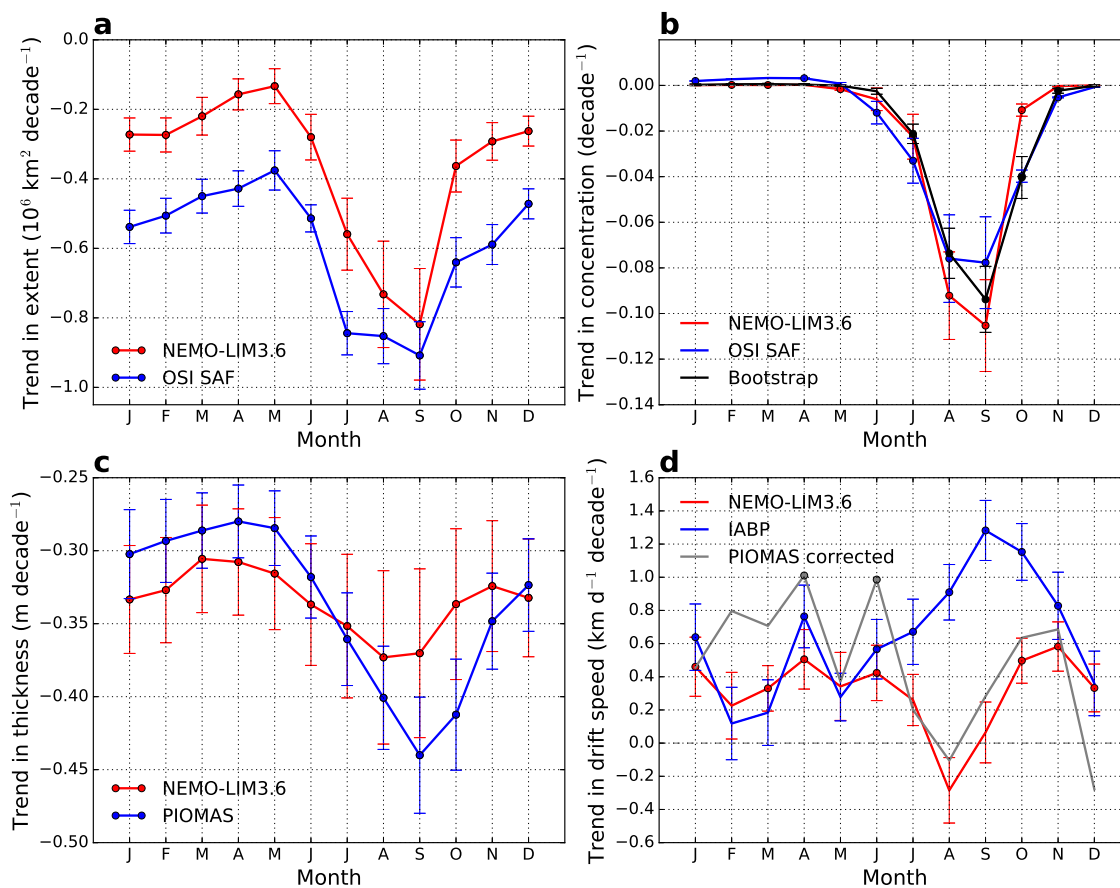 a
Trend in extent (10⁶ km² decade⁻¹)
0.0
−0.2
−0.4
−0.6
−0.8
−1.0
NEMO-LIM3.6
OSI SAF
J F M A M J J A S O N D
Month
b
Trend in concentration (decade⁻¹)
0.00
−0.02
−0.04
−0.06
−0.08
−0.10
−0.12
−0.14
NEMO-LIM3.6
OSI SAF
Bootstrap
J F M A M J J A S O N D
Month
c
Trend in thickness (m decade⁻¹)
−0.25
−0.30
−0.35
−0.40
−0.45
−0.50
NEMO-LIM3.6
PIOMAS
J F M A M J J A S O N D
Month
d
Trend in drift speed (km d⁻¹ decade⁻¹)
1.6
1.4
1.2
1.0
0.8
0.6
0.4
0.2
0.0
−0.2
−0.4
−0.6
NEMO-LIM3.6
IABP
PIOMAS corrected
J F M A M J J A S O N D
Month